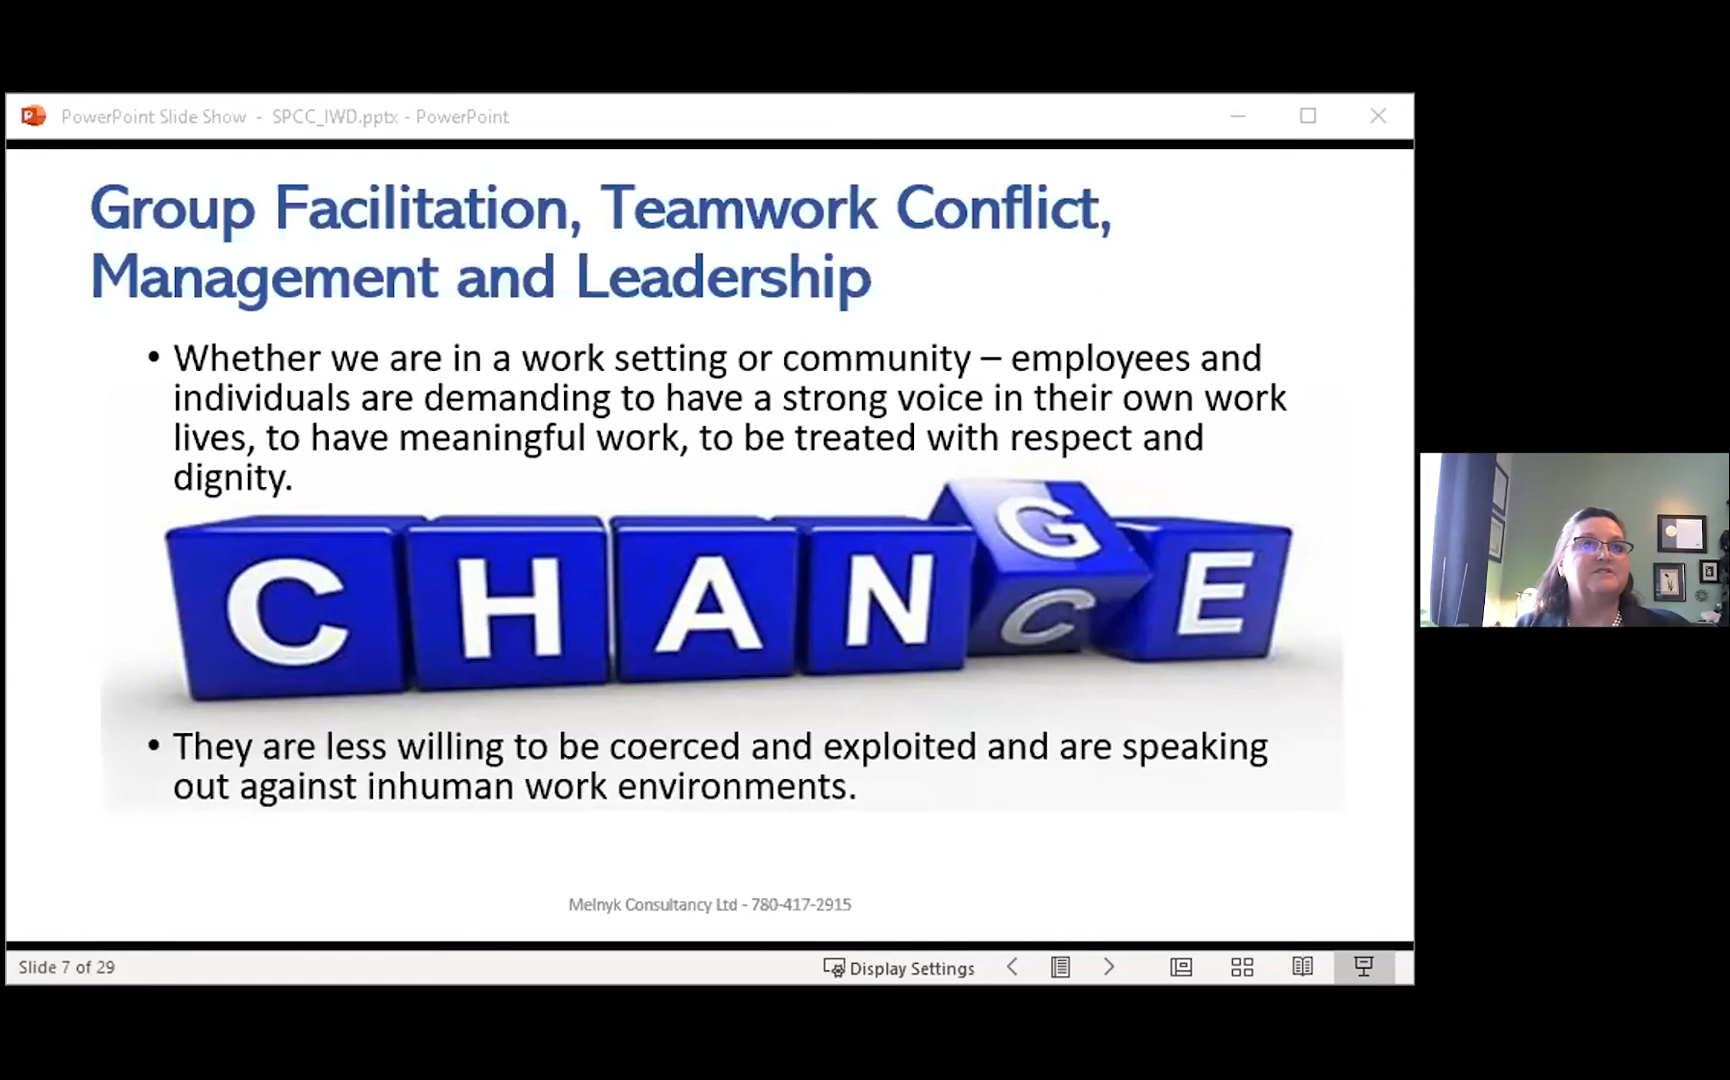 PowerPoint Slide Show - SPCC_IWD.pptx - PowerPoint
Group Facilitation, Teamwork Conflict,
Management and Leadership
• Whether we are in a work setting or community – employees and
individuals are demanding to have a strong voice in their own work
lives, to have meaningful work, to be treated with respect and
dignity.
CHANGE
C
• They are less willing to be coerced and exploited and are speaking
out against inhuman work environments.
Melnyk Consultancy Ltd - 780-417-2915
Slide 7 of 29
Display Settings